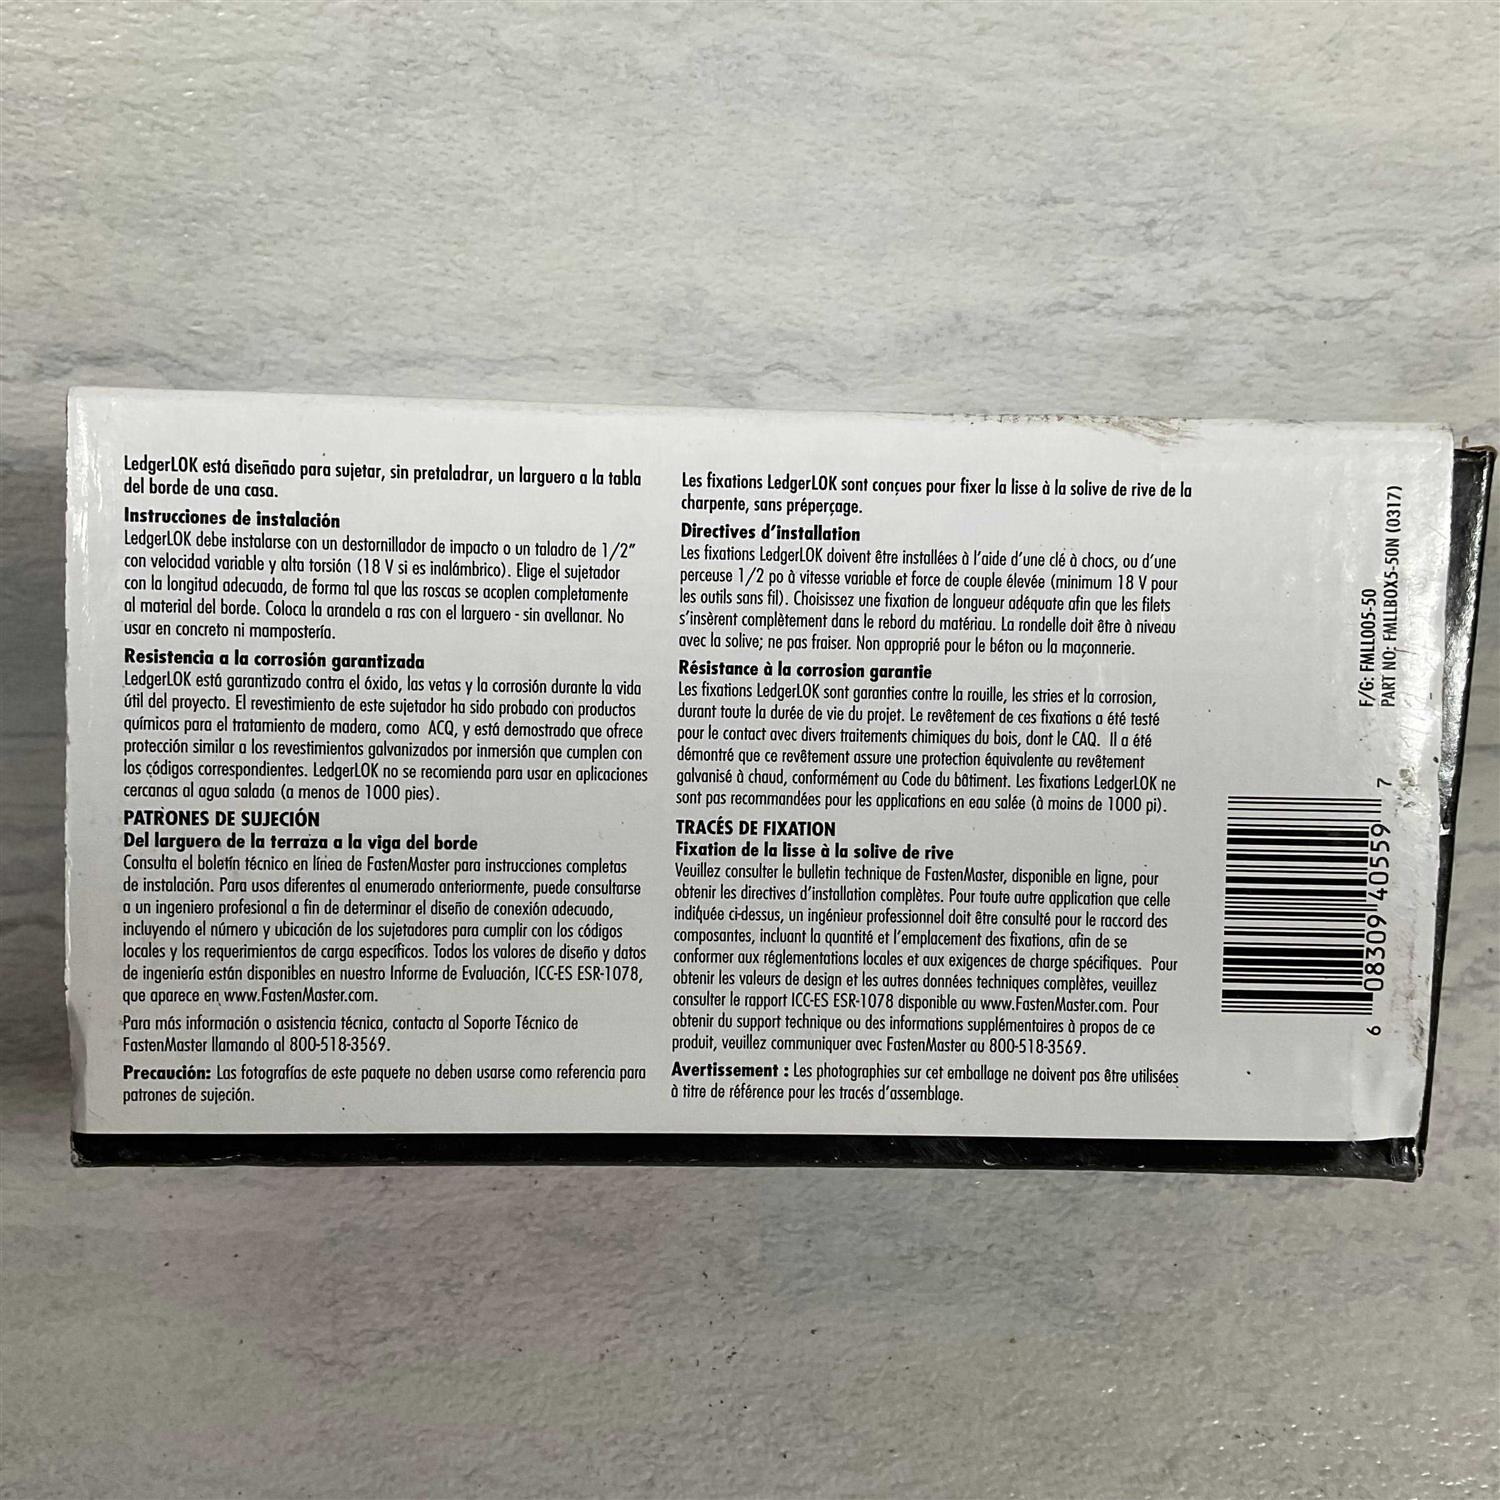 LedgerLOK está diseñado para sujetar, sin pretaladrar, un larguero a la tabla
del borde de una casa.
Instrucciones de instalación
LedgerLOK debe instalarse con un destornillador de impacto o un taladro de 1/2”
con velocidad variable y alta torsión (18 V si es inalámbrico). Elige el sujetador
con la longitud adecuada, de forma tal que las roscas se acoplen completamente
al material del borde. Coloca la arandela a ras con el larguero - sin avellanar. No
usar en concreto ni mampostería.
Resistencia a la corrosión garantizada
LedgerLOK está garantizado contra el óxido, las vetas y la corrosión durante la vida
útil del proyecto. El revestimiento de este sujetador ha sido probado con productos
químicos para el tratamiento de madera, como ACQ, y está demostrado que ofrece
protección similar a los revestimientos galvanizados por inmersión que cumplen con
los códigos correspondientes. LedgerLOK no se recomienda para usar en aplicaciones
cercanas al agua salada (a menos de 1000 pies).
PATRONES DE SUJECIÓN
Del larguero de la terraza a la viga del borde
Consulta el boletín técnico en línea de FastenMaster para instrucciones completas
de instalación. Para usos diferentes al enumerado anteriormente, puede consultarse
a un ingeniero profesional a fin de determinar el diseño de conexión adecuado,
incluyendo el número y ubicación de los sujetadores para cumplir con los códigos
locales y los requerimientos de carga específicos. Todos los valores de diseño y datos
de ingeniería están disponibles en nuestro Informe de Evaluación, ICC-ES ESR-1078,
que aparece en www.FastenMaster.com.
Para más información o asistencia técnica, contacta al Soporte Técnico de
FastenMaster llamando al 800-518-3569.
Precaución: Las fotografías de este paquete no deben usarse como referencia para
patrones de sujeción.
Les fixations LedgerLOK sont conçues pour fixer la lisse à la solive de rive de la
charpente, sans préperçage.
Directives d’installation
Les fixations LedgerLOK doivent être installées à l’aide d’une clé à chocs, ou d’une
perceuse 1/2 po à vitesse variable et force de couple élevée (minimum 18 V pour
les outils sans fil). Choisissez une fixation de longueur adéquate afin que les filets
s’insèrent complètement dans le rebord du matériau. La rondelle doit être à niveau
avec la solive; ne pas fraiser. Non approprié pour le béton ou la maçonnerie.
Résistance à la corrosion garantie
Les fixations LedgerLOK sont garanties contre la rouille, les stries et la corrosion,
durant toute la durée de vie du projet. Le revêtement de ces fixations a été testé
pour le contact avec divers traitements chimiques du bois, dont le CAQ. Il a été
démontré que ce revêtement assure une protection équivalente au revêtement
galvanisé à chaud, conformément au Code du bâtiment. Les fixations LedgerLOK ne
sont pas recommandées pour les applications en eau salée (à moins de 1000 pi).
TRACÉS DE FIXATION
Fixation de la lisse à la solive de rive
Veuillez consulter le bulletin technique de FastenMaster, disponible en ligne, pour
obtenir les directives d’installation complètes. Pour toute autre application que celle
indiquée ci-dessus, un ingénieur professionnel doit être consulté pour le raccord des
composantes, incluant la quantité et l’emplacement des fixations, afin de se
conformer aux réglementations locales et aux exigences de charge spécifiques. Pour
obtenir les valeurs de design et les autres données techniques complètes, veuillez
consulter le rapport ICC-ES ESR-1078 disponible au www.FastenMaster.com. Pour
obtenir du support technique ou des informations supplémentaires à propos de ce
produit, veuillez communiquer avec FastenMaster au 800-518-3569.
Avertissement : Les photographies sur cet emballage ne doivent pas être utilisées
à titre de référence pour les tracés d’assemblage.
F/G: FMLL005-50
PART NO: FMLLBOX5-50N (0317)
6 08309 40559 7